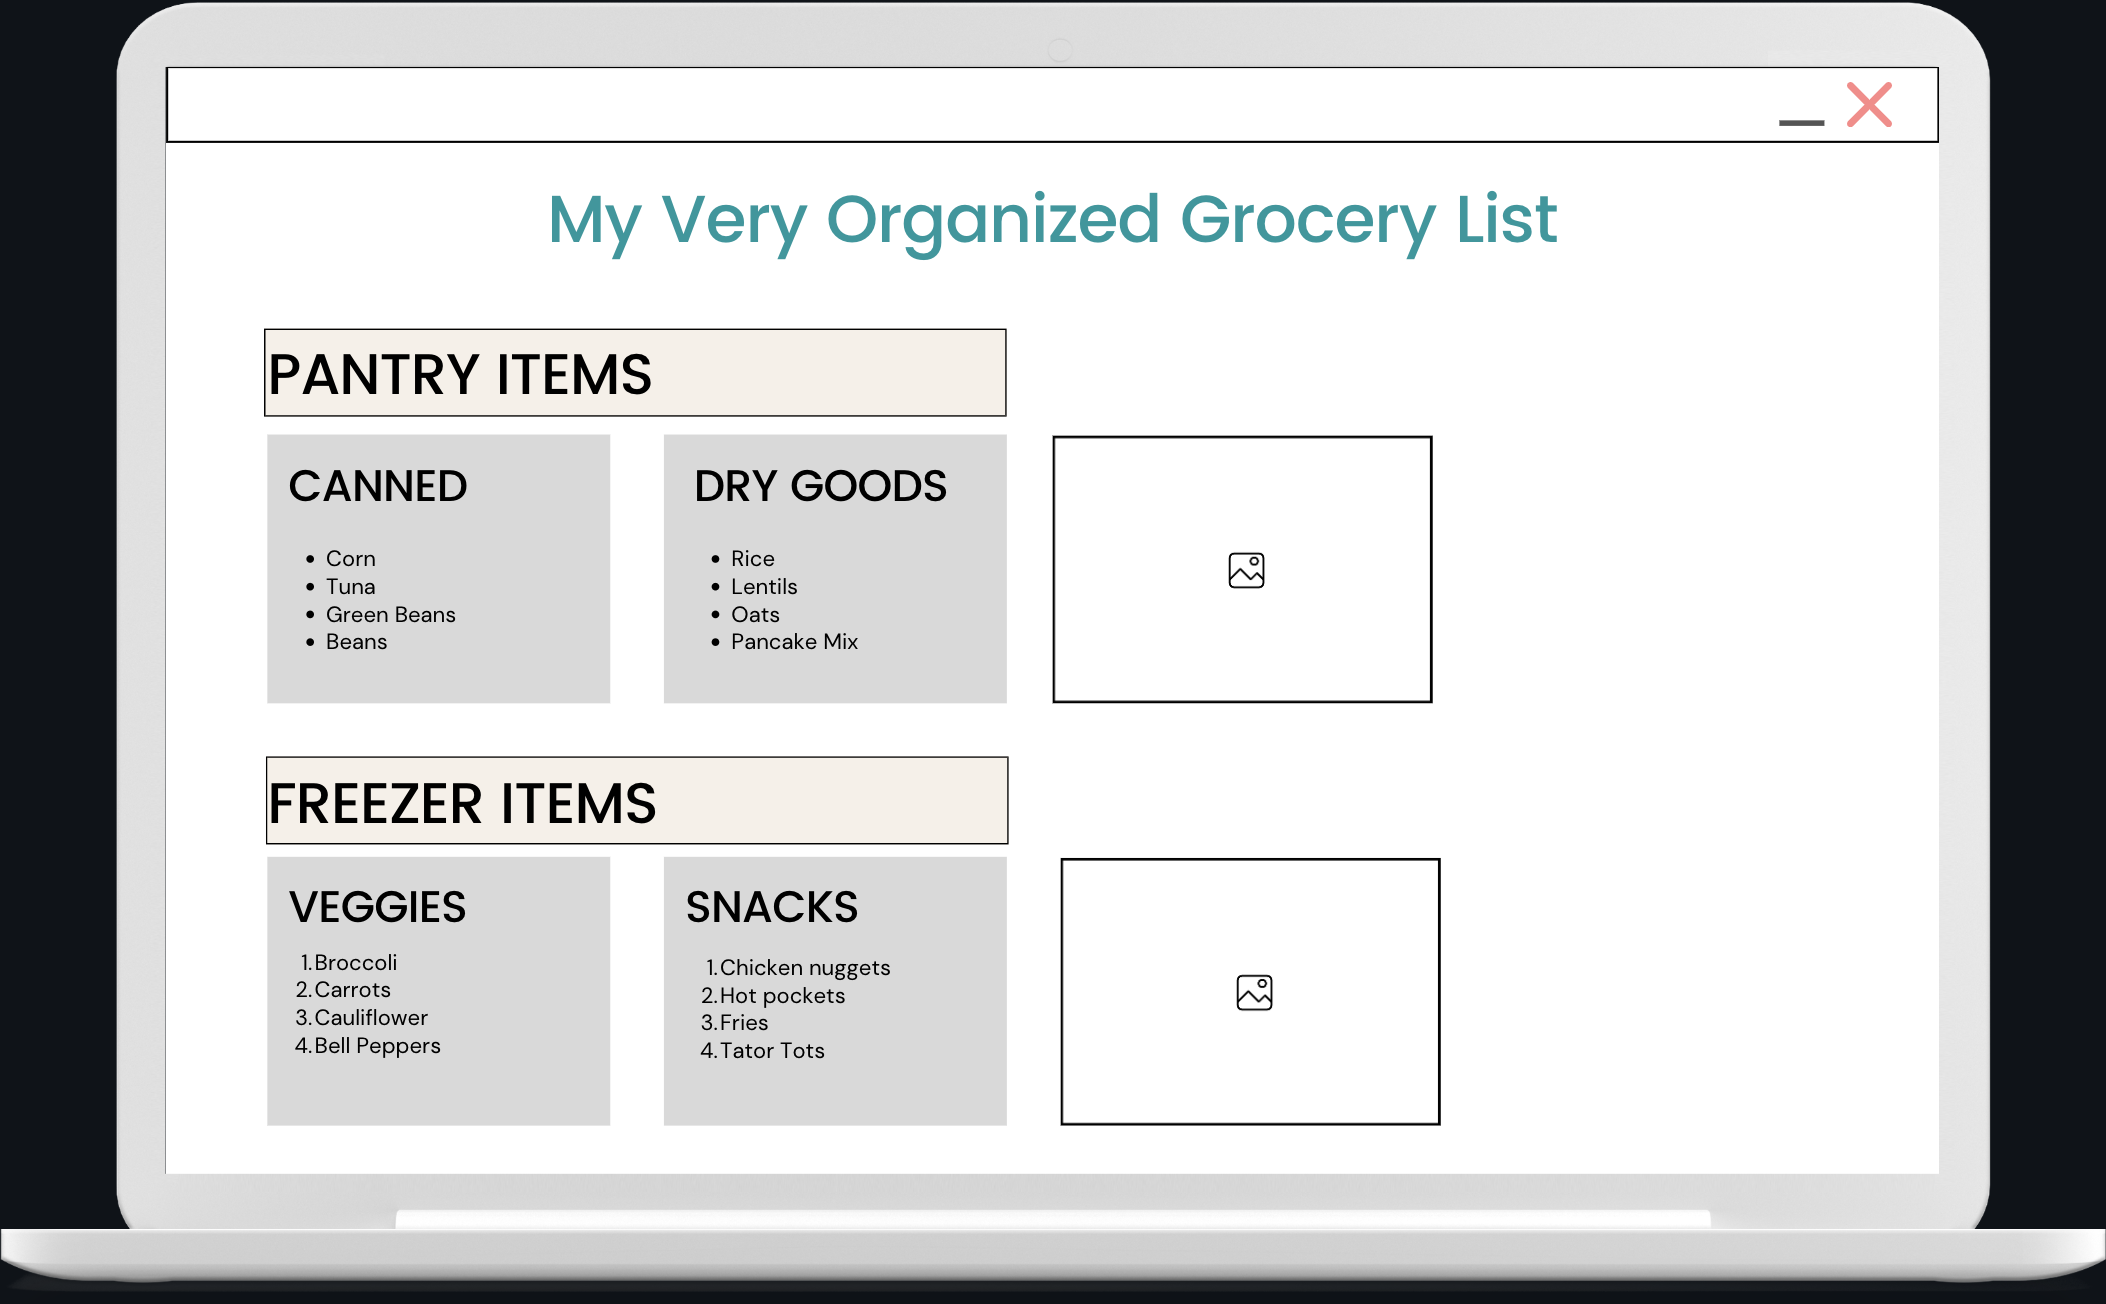 My Very Organized Grocery List
PANTRY ITEMS
CANNED
• Corn
• Tuna
• Green Beans
• Beans
DRY GOODS
• Rice
• Lentils
• Oats
• Pancake Mix
FREEZER ITEMS
VEGGIES
1.Broccoli
2.Carrots
3.Cauliflower
4.Bell Peppers
SNACKS
1.Chicken nuggets
2.Hot pockets
3.Fries
4.Tator Tots